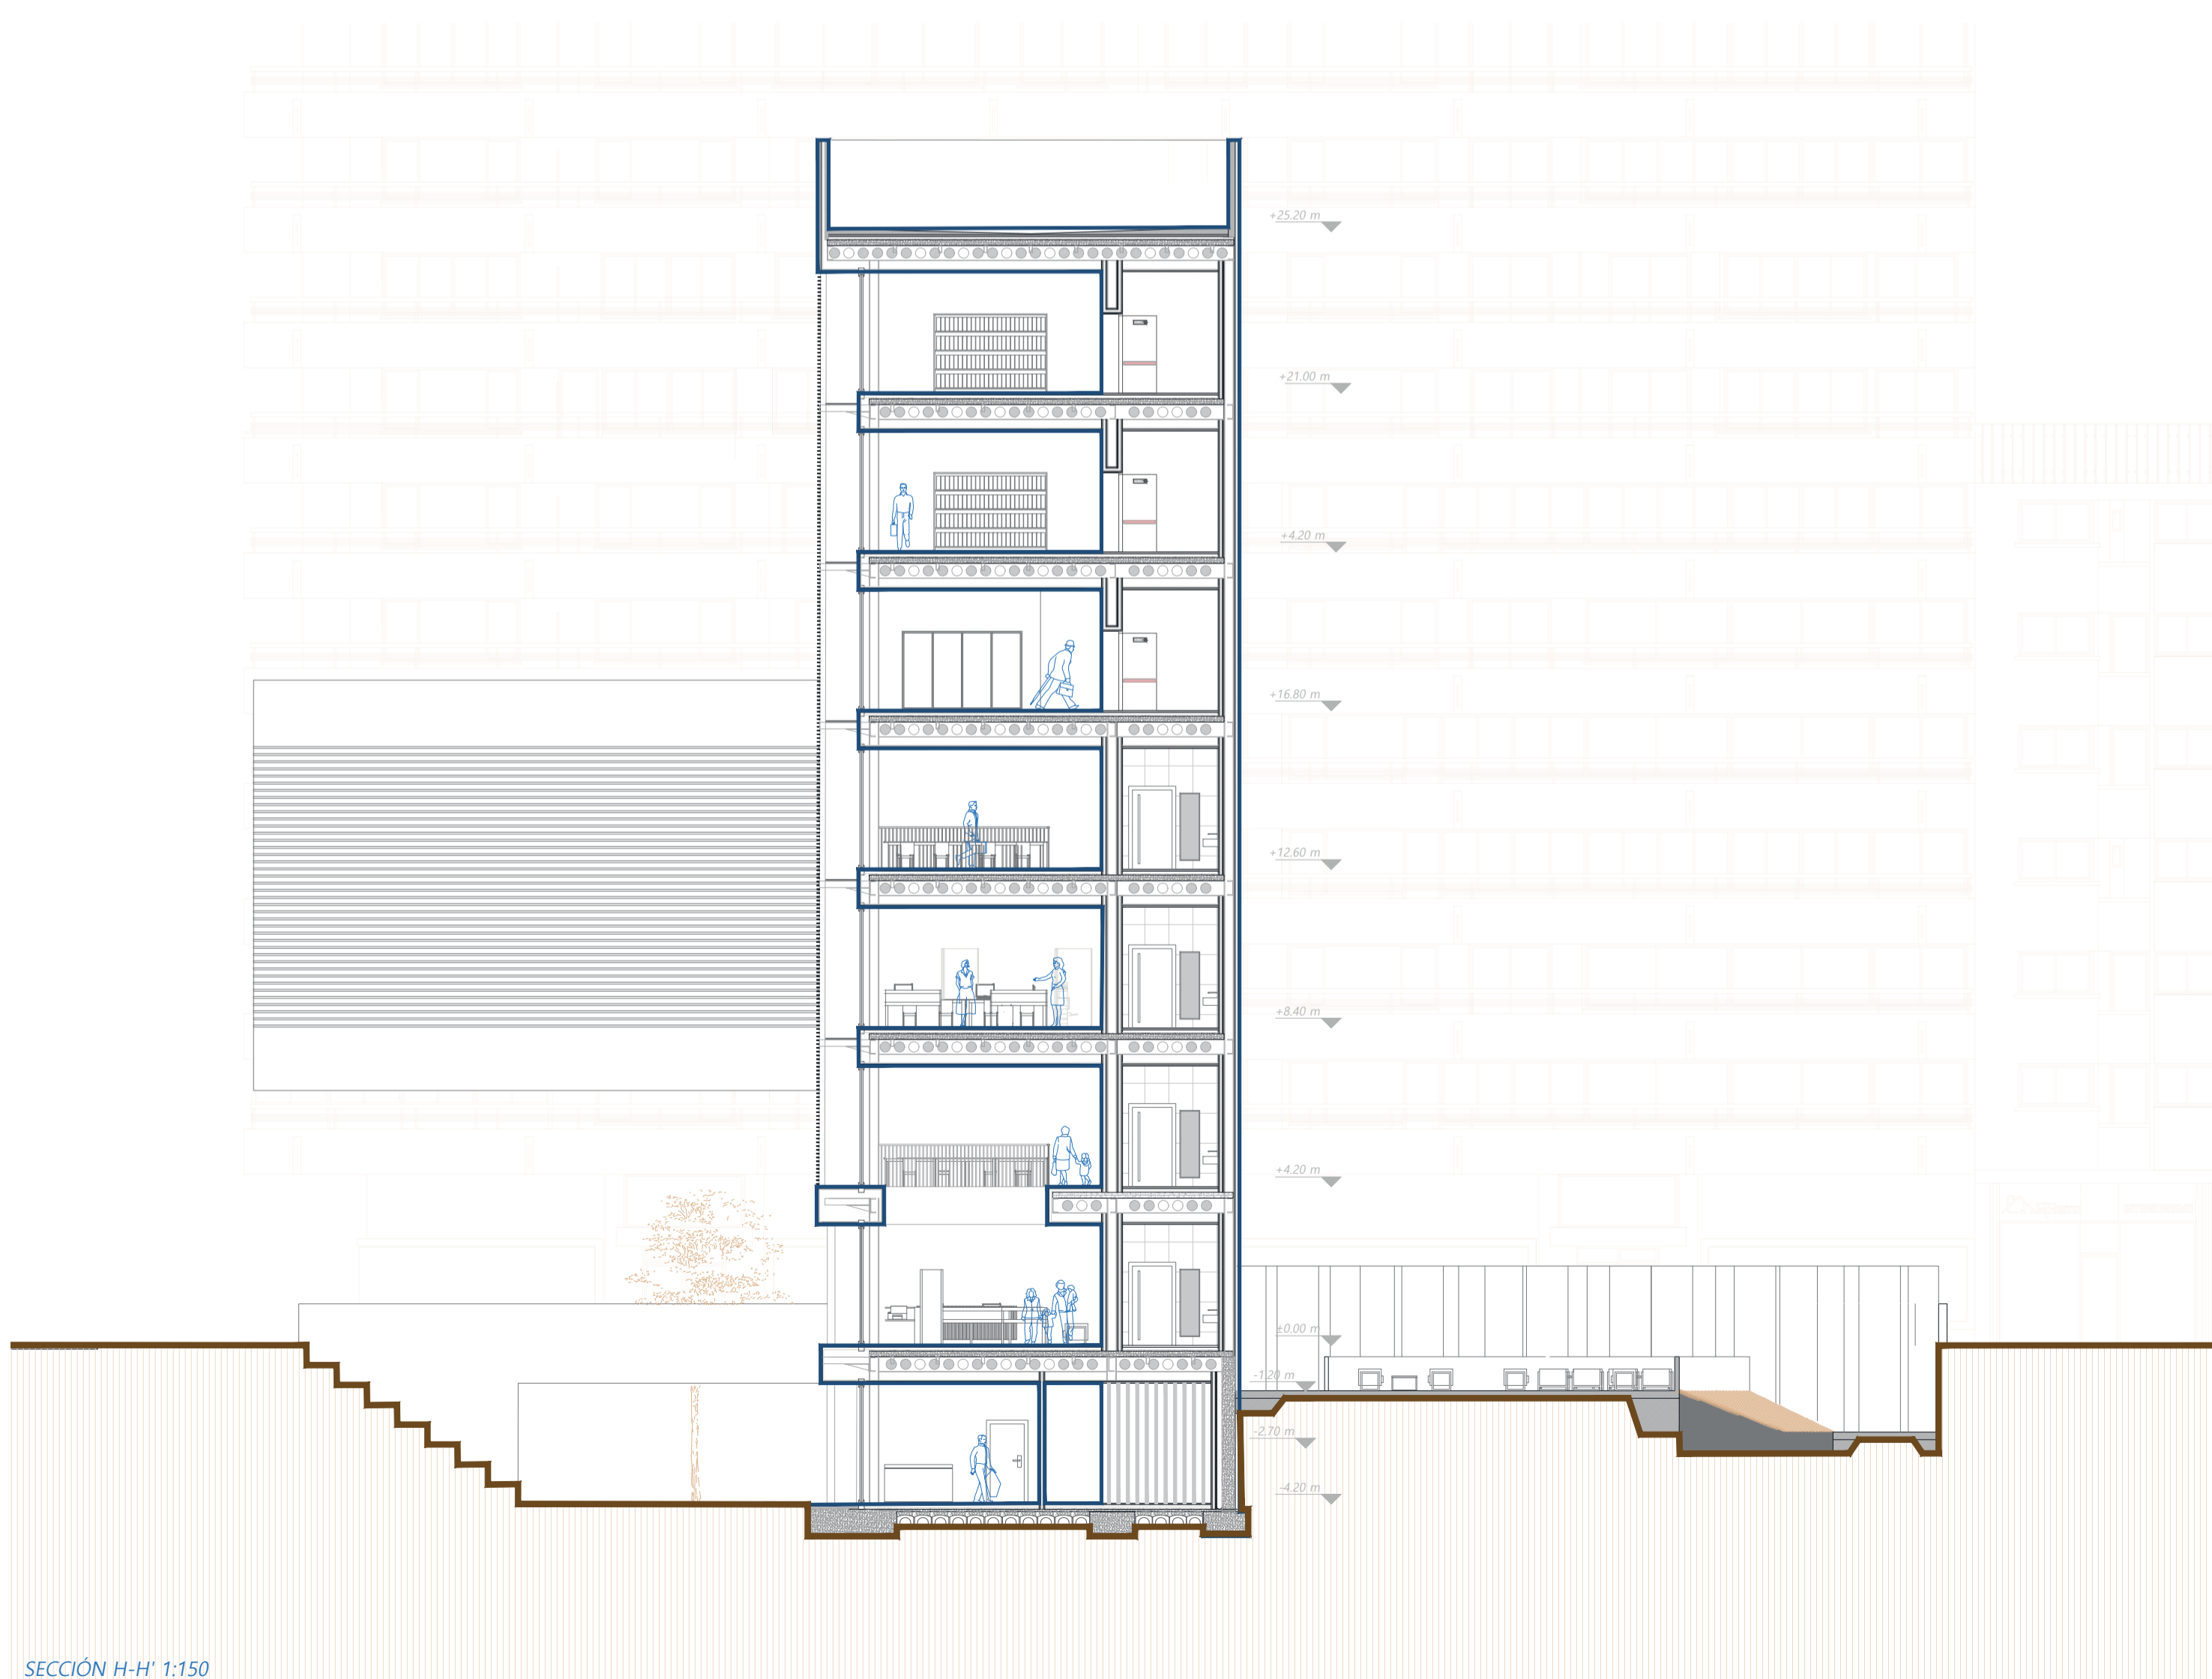 +25.20 m
+21.00 m
+4.20 m
+16.80 m
+12.60 m
+8.40 m
+4.20 m
±0.00 m
-1.20 m
-2.70 m
-4.20 m
SECCIÓN H-H' 1:150